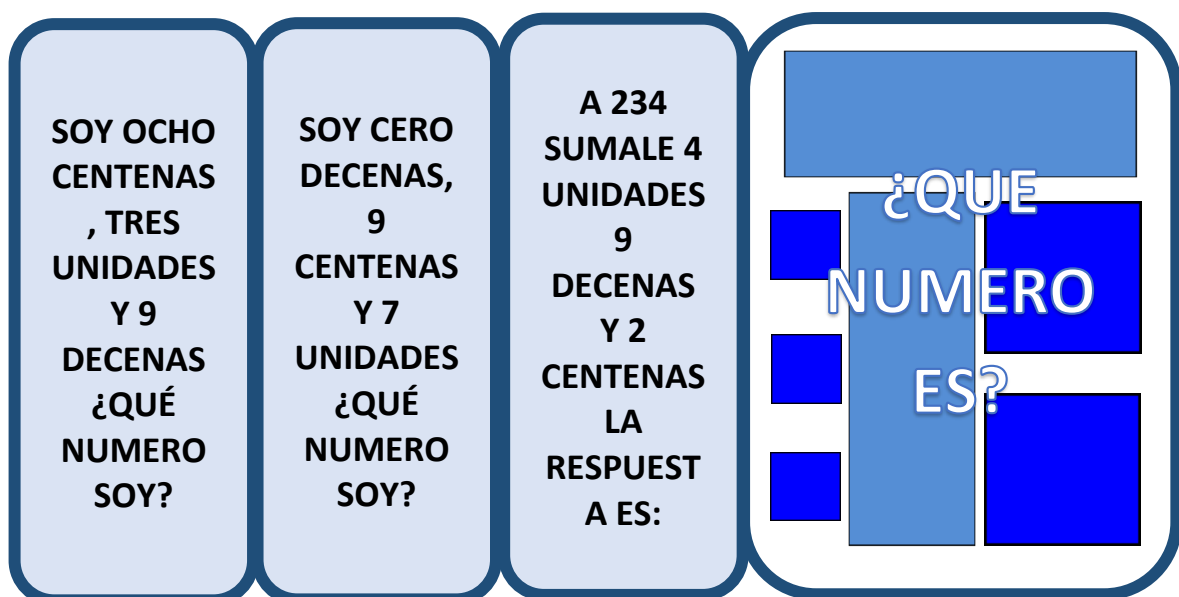 SOY OCHO
CENTENAS
, TRES
UNIDADES
Y 9
DECENAS
¿QUÉ
NUMERO
SOY?
SOY CERO
DECENAS,
9
CENTENAS
Y 7
UNIDADES
¿QUÉ
NUMERO
SOY?
A 234
SUMALE 4
UNIDADES
9
DECENAS
Y 2
CENTENAS
LA
RESPUEST
A ES:
¿QUE
NUMERO
ES?